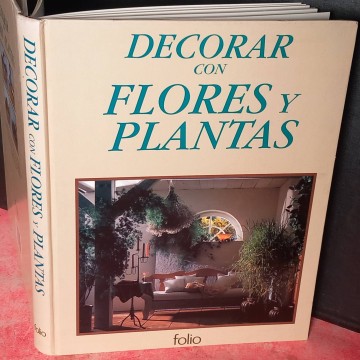 DECORAR
CON
FLORES Y
PLANTAS
folio
DECORAR CON FLORES Y PLANTAS
folio